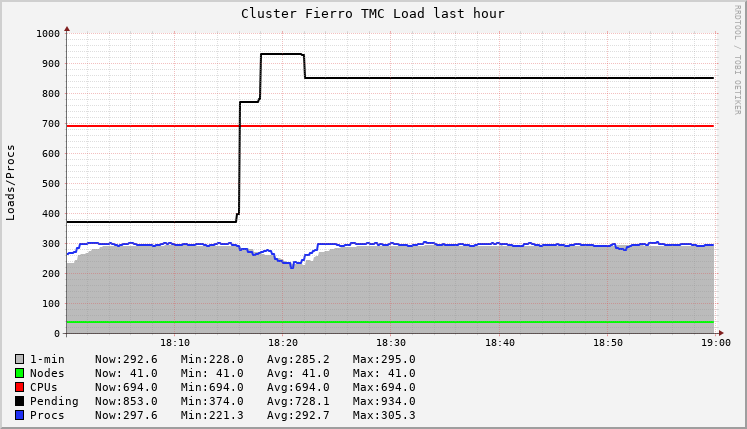 Cluster Fierro TMC Load last hour
RRDTOOL / TOBI OETIKER
Loads/Procs
1000
900
800
700
600
500
400
300
200
100
0
18:10 18:20 18:30 18:40 18:50 19:00
1-min Now:292.6 Min:228.0 Avg:285.2 Max:295.0
Nodes Now: 41.0 Min: 41.0 Avg: 41.0 Max: 41.0
CPUs Now:694.0 Min:694.0 Avg:694.0 Max:694.0
Pending Now:853.0 Min:374.0 Avg:728.1 Max:934.0
Procs Now:297.6 Min:221.3 Avg:292.7 Max:305.3